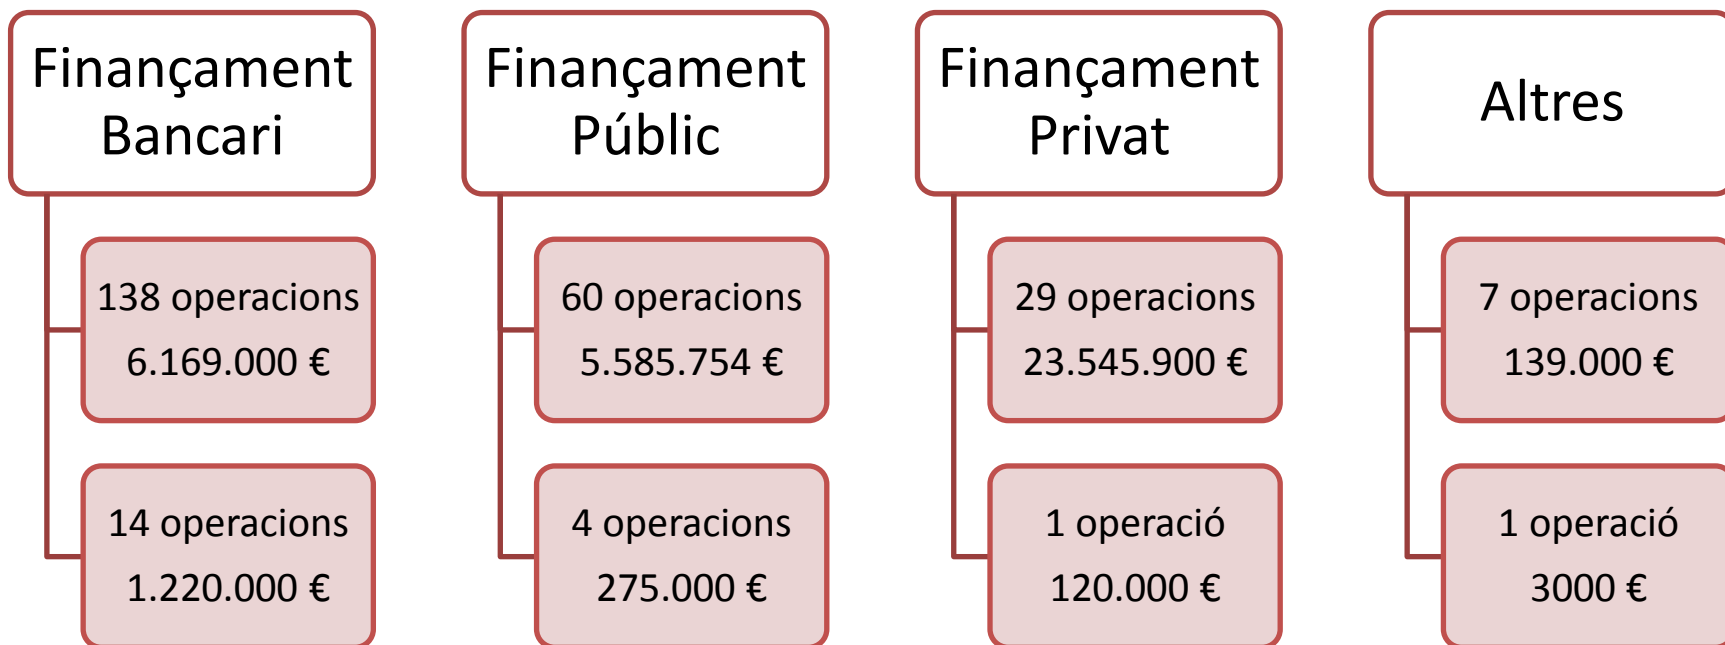 Finançament
Bancari
138 operacions
6.169.000 €
14 operacions
1.220.000 €
Finançament
Públic
60 operacions
5.585.754 €
4 operacions
275.000 €
Finançament
Privat
29 operacions
23.545.900 €
1 operació
120.000 €
Altres
7 operacions
139.000 €
1 operació
3000 €